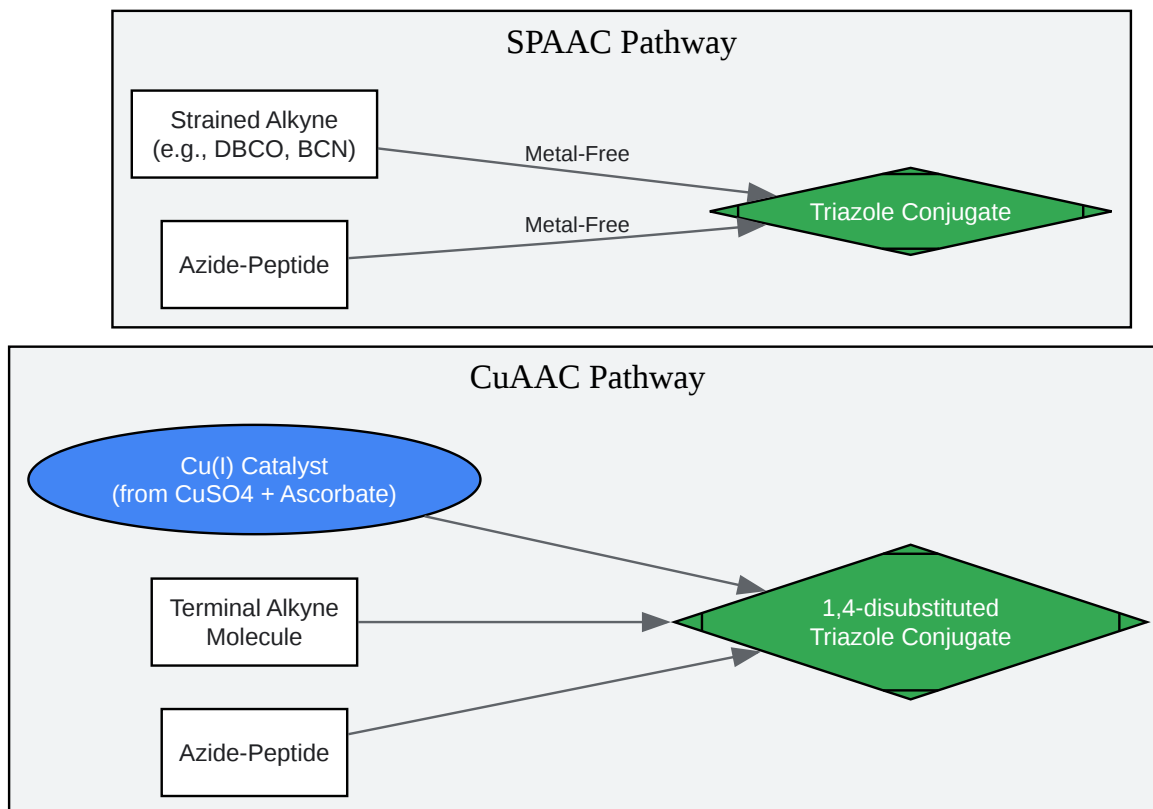 SPAAC Pathway
Strained Alkyne
(e.g., DBCO, BCN)
Metal-Free
Triazole Conjugate
Metal-Free
Azide-Peptide
CuAAC Pathway
Cu(I) Catalyst
(from CuSO4 + Ascorbate)
Terminal Alkyne
Molecule
1,4-disubstituted
Triazole Conjugate
Azide-Peptide